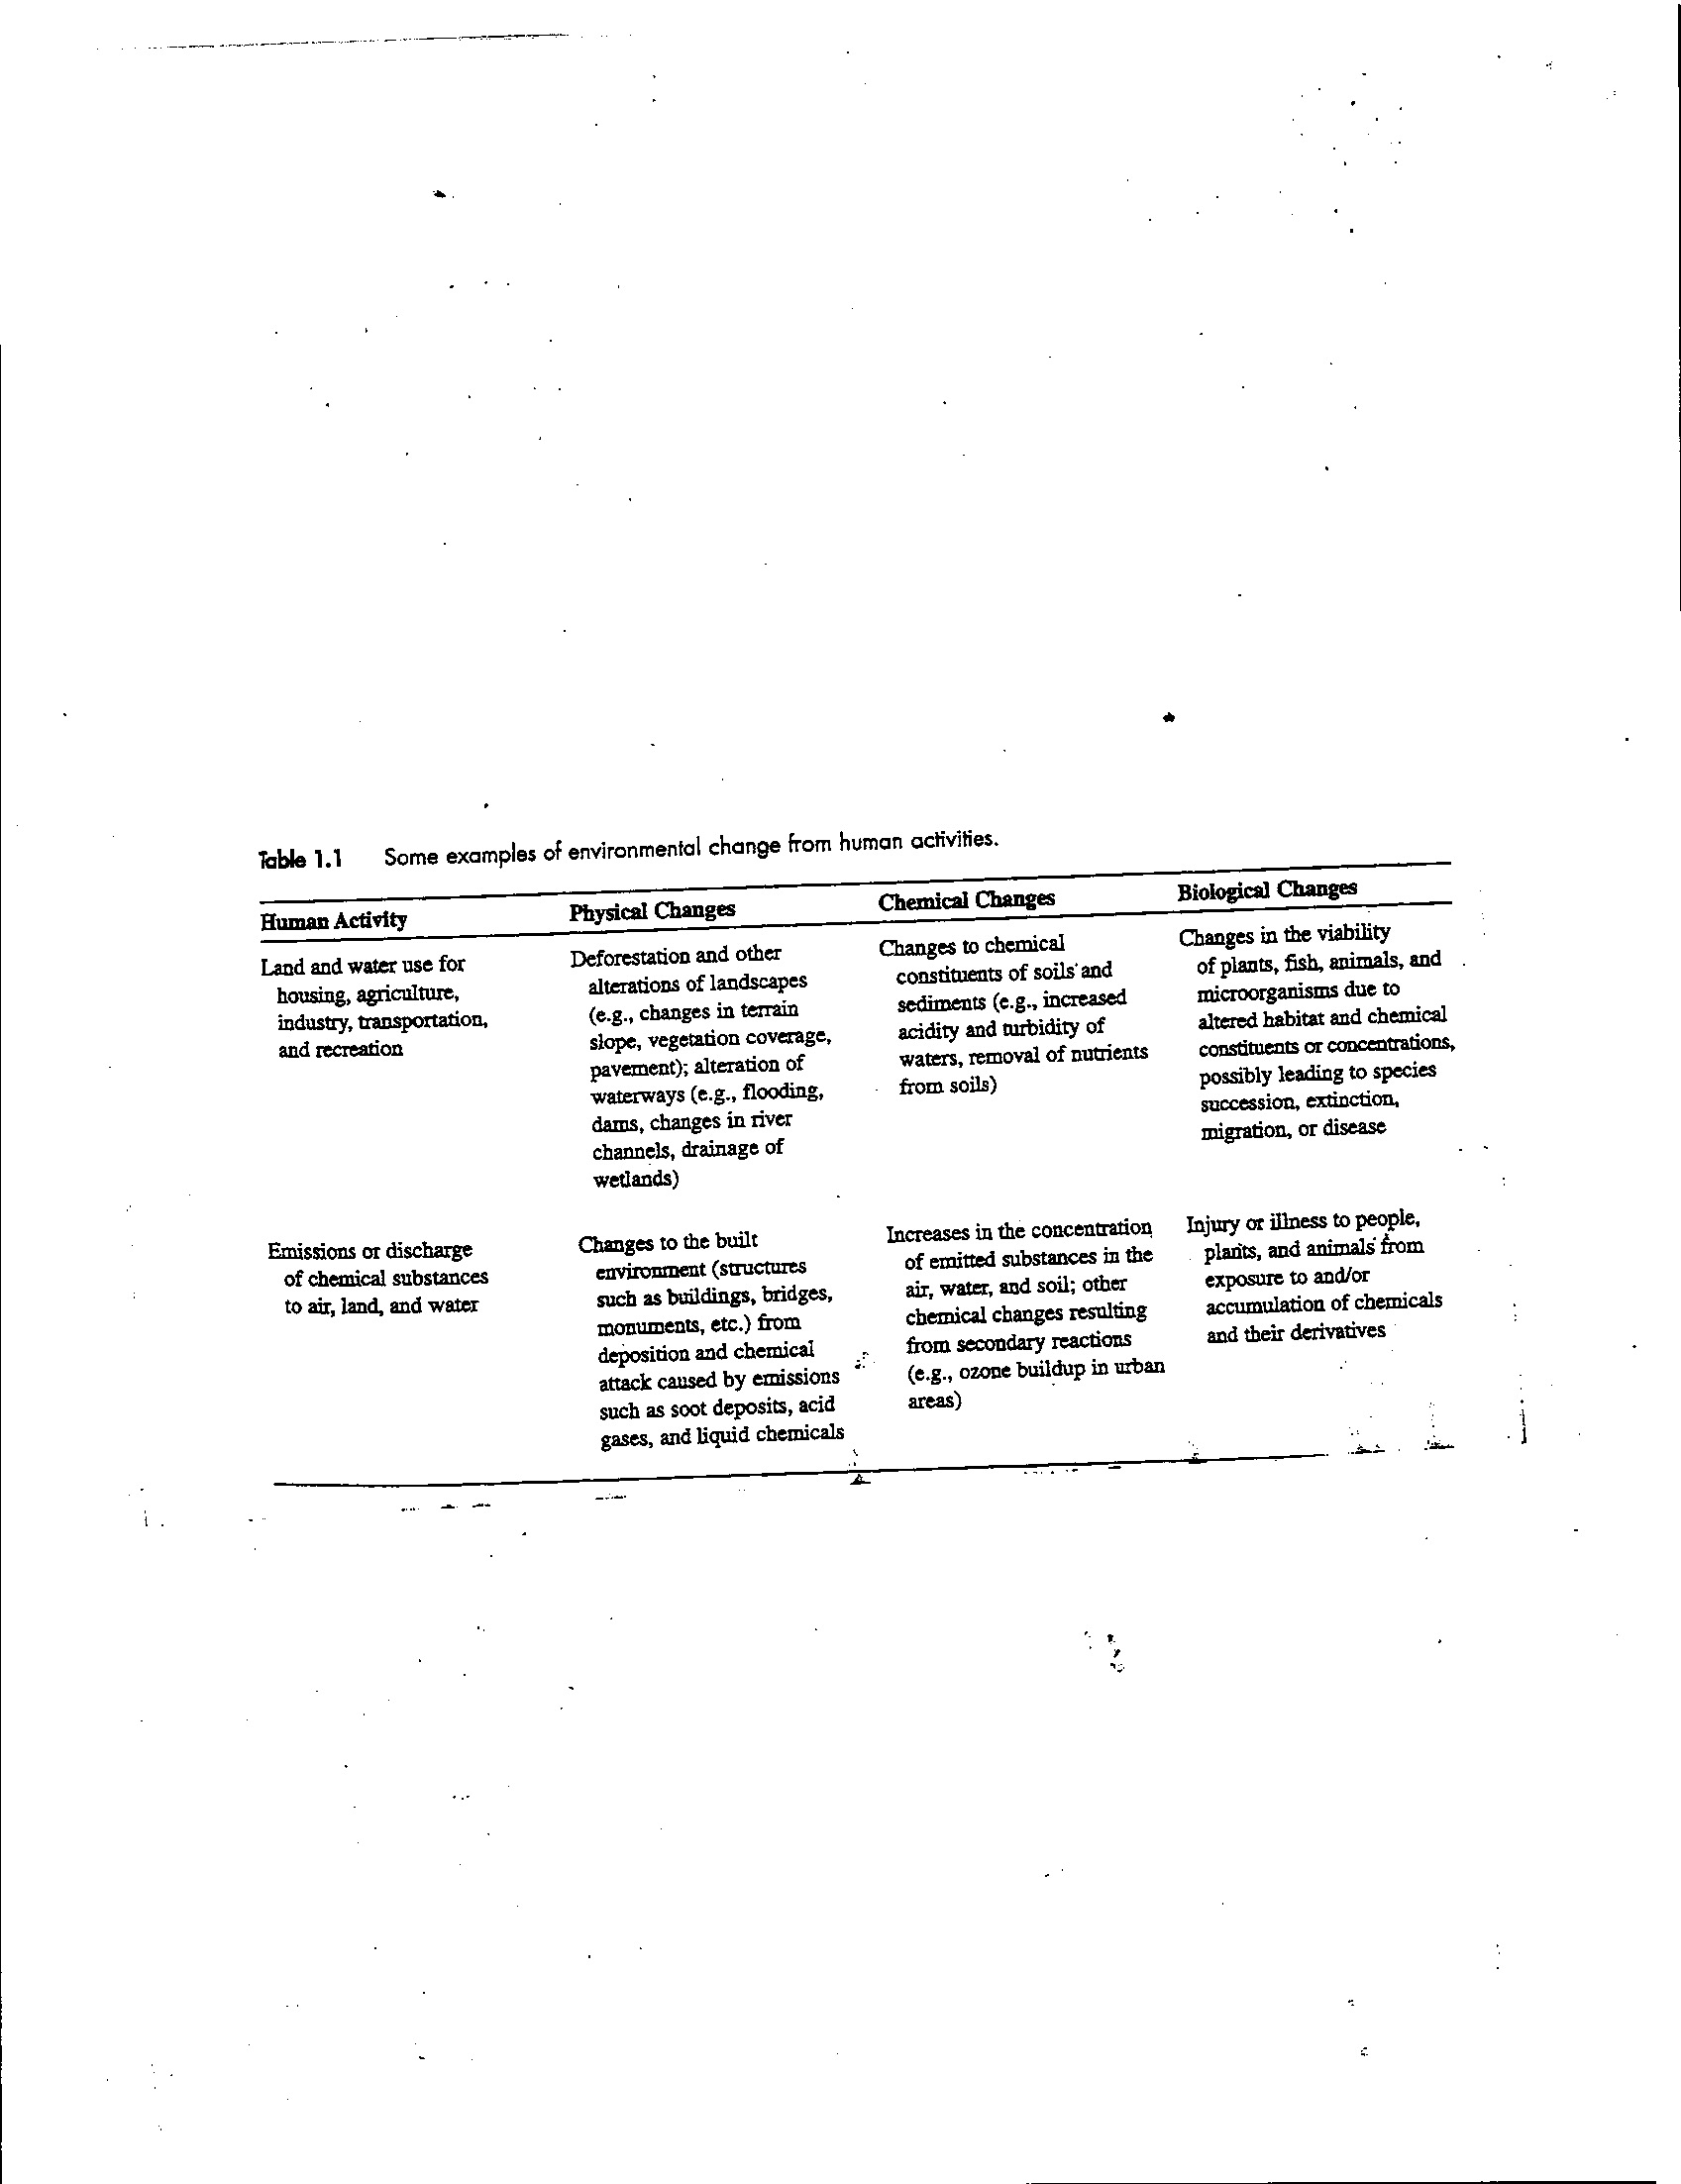 Table 1.1 Some examples of environmental change from human activities.
Human Activity
Physical Changes
Chemical Changes
Biological Changes
Land and water use for
housing, agriculture,
industry, transportation,
and recreation
Deforestation and other
alterations of landscapes
(e.g., changes in terrain
slope, vegetation coverage,
pavement); alteration of
waterways (e.g., flooding,
dams, changes in river
channels, drainage of
wetlands)
Changes to chemical
constituents of soils and
sediments (e.g., increased
acidity and turbidity of
waters, removal of nutrients
from soils)
Changes in the viability
of plants, fish, animals, and
microorganisms due to
altered habitat and chemical
constituents or concentrations,
possibly leading to species
succession, extinction,
migration, or disease
Emissions or discharge
of chemical substances
to air, land, and water
Changes to the built
environment (structures
such as buildings, bridges,
monuments, etc.) from
deposition and chemical
attack caused by emissions
such as soot deposits, acid
gases, and liquid chemicals
Increases in the concentration
of emitted substances in the
air, water, and soil; other
chemical changes resulting
from secondary reactions
(e.g., ozone buildup in urban
areas)
Injury or illness to people,
plants, and animals from
exposure to and/or
accumulation of chemicals
and their derivatives